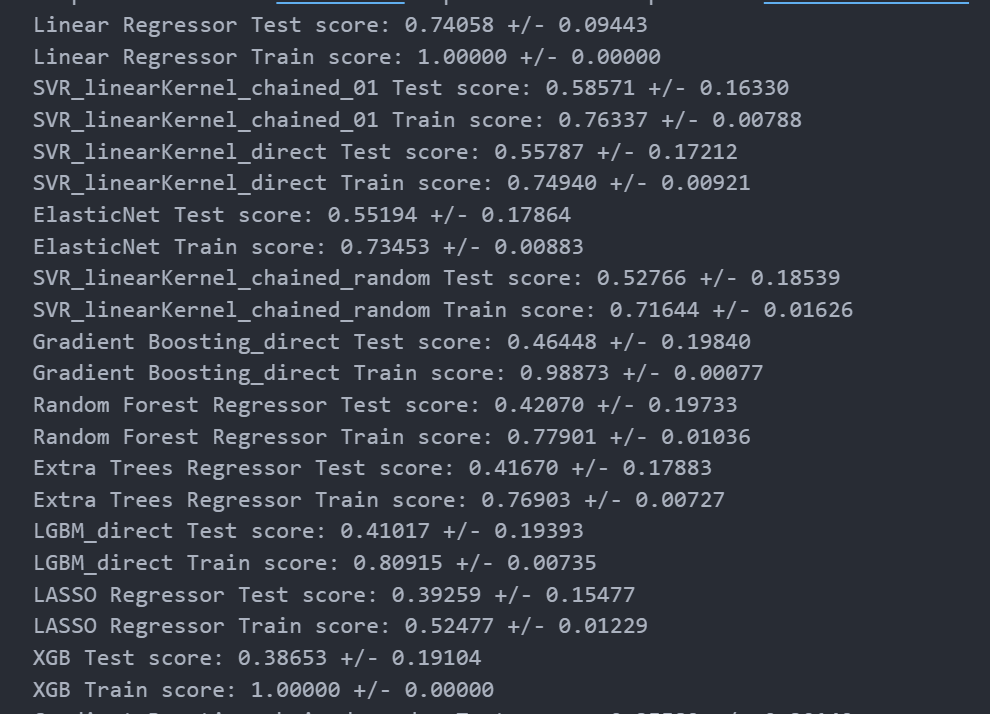 Linear Regressor Test score: 0.74058 +/- 0.09443
Linear Regressor Train score: 1.00000 +/- 0.00000
SVR_linearKernel_chained_01 Test score: 0.58571 +/- 0.16330
SVR_linearKernel_chained_01 Train score: 0.76337 +/- 0.00788
SVR_linearKernel_direct Test score: 0.55787 +/- 0.17212
SVR_linearKernel_direct Train score: 0.74940 +/- 0.00921
ElasticNet Test score: 0.55194 +/- 0.17864
ElasticNet Train score: 0.73453 +/- 0.00883
SVR_linearKernel_chained_random Test score: 0.52766 +/- 0.18539
SVR_linearKernel_chained_random Train score: 0.71644 +/- 0.01626
Gradient Boosting_direct Test score: 0.46448 +/- 0.19840
Gradient Boosting_direct Train score: 0.98873 +/- 0.00077
Random Forest Regressor Test score: 0.42070 +/- 0.19733
Random Forest Regressor Train score: 0.77901 +/- 0.01036
Extra Trees Regressor Test score: 0.41670 +/- 0.17883
Extra Trees Regressor Train score: 0.76903 +/- 0.00727
LGBM_direct Test score: 0.41017 +/- 0.19393
LGBM_direct Train score: 0.80915 +/- 0.00735
LASSO Regressor Test score: 0.39259 +/- 0.15477
LASSO Regressor Train score: 0.52477 +/- 0.01229
XGB Test score: 0.38653 +/- 0.19104
XGB Train score: 1.00000 +/- 0.00000